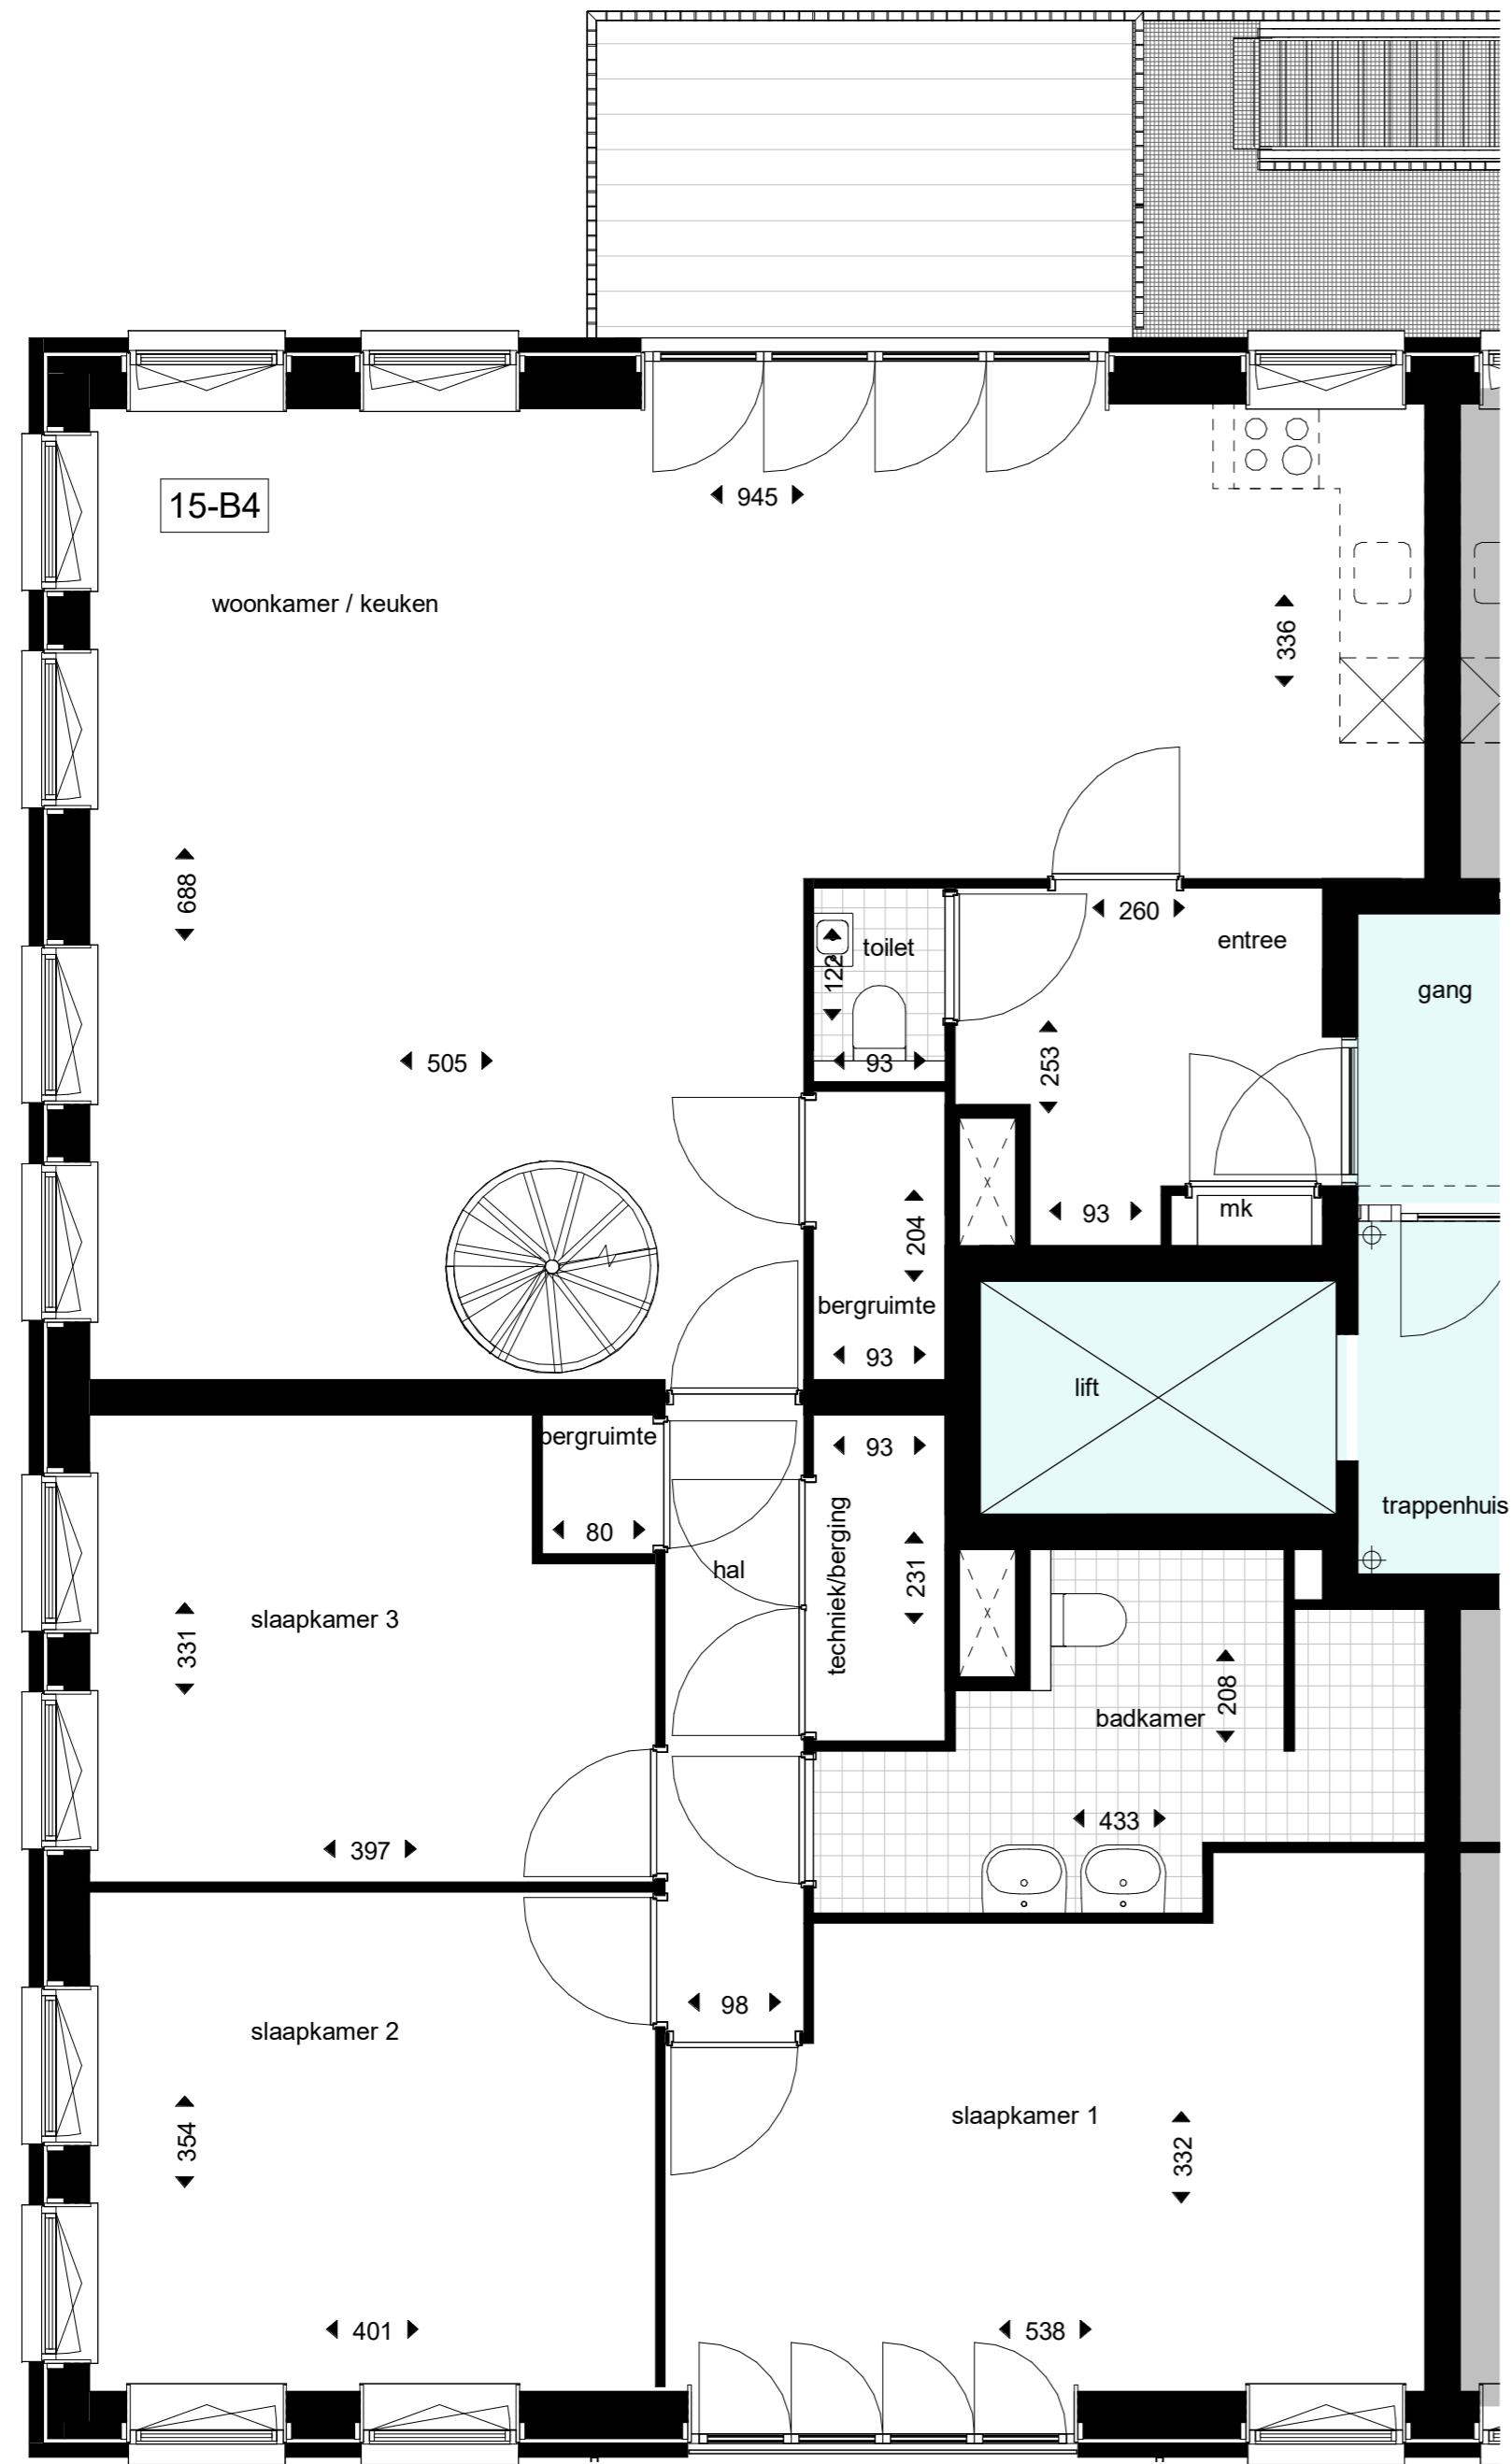 15-B4
945
woonkamer / keuken
336
688
260
entree
toilet
122
gang
505
93
253
204
93
mk
bergruimte
93
lift
bergruimte
93
80
techniek/berging
231
trappenhuis
hal
slaapkamer 3
331
208
badkamer
433
397
98
slaapkamer 2
354
slaapkamer 1
332
401
538